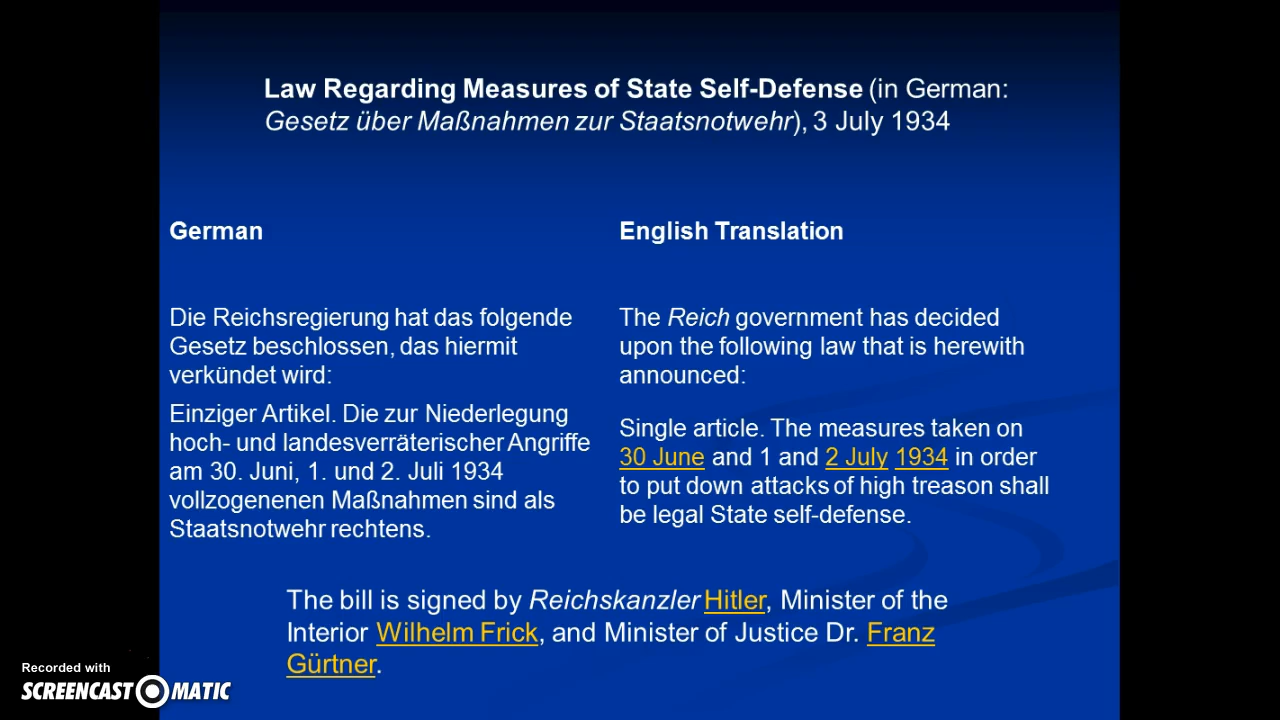 Law Regarding Measures of State Self-Defense (in German:
Gesetz über Maßnahmen zur Staatsnotwehr), 3 July 1934
German
Die Reichsregierung hat das folgende
Gesetz beschlossen, das hiermit
verkündet wird:
Einziger Artikel. Die zur Niederlegung
hoch- und landesverräterischer Angriffe
am 30. Juni, 1. und 2. Juli 1934
vollzogenenen Maßnahmen sind als
Staatsnotwehr rechtens.
English Translation
The Reich government has decided
upon the following law that is herewith
announced:
Single article. The measures taken on
30 June and 1 and 2 July 1934 in order
to put down attacks of high treason shall
be legal State self-defense.
The bill is signed by Reichskanzler Hitler, Minister of the
Interior Wilhelm Frick, and Minister of Justice Dr. Franz
Gürtner.
Recorded with
SCREENCAST-O-MATIC